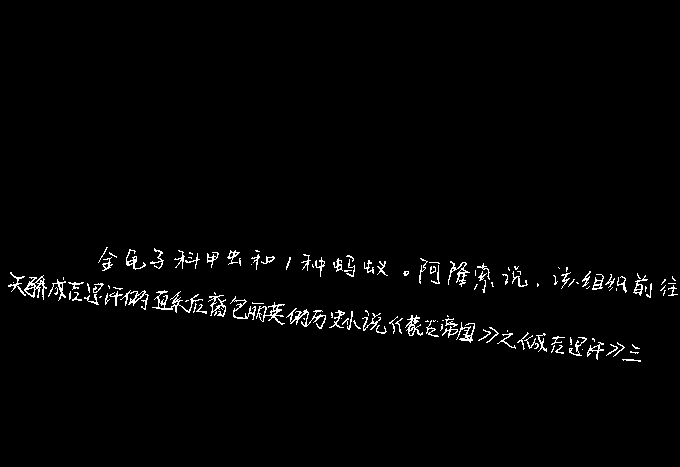 金龟子科甲虫和1种蚂蚁。阿隆索说，该组织前往
天骄成吉思汗的直系后裔包丽英的历史小说《蒙古帝国》之《成吉思汗》三